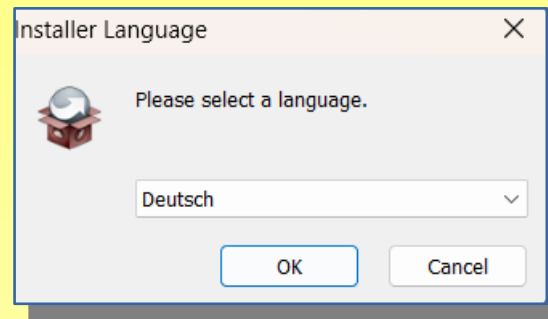 Installer Language
Please select a language.
Deutsch
OK
Cancel